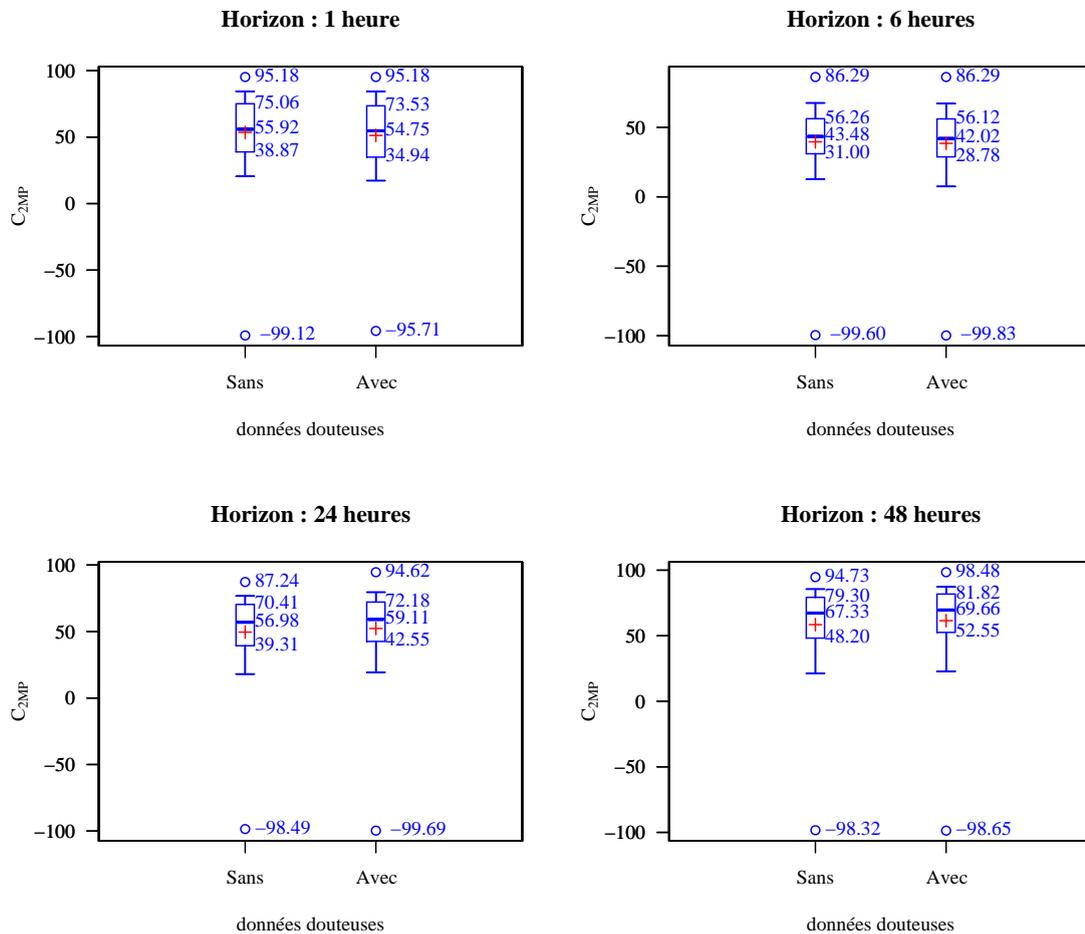 Horizon : 1 heure
C2MP
100
50
0
−50
−100
95.18
75.06
55.92
38.87
−99.12
95.18
73.53
54.75
34.94
−95.71
Sans
Avec
données douteuses
Horizon : 6 heures
C2MP
50
0
−50
−100
86.29
56.26
43.48
31.00
−99.60
86.29
56.12
42.02
28.78
−99.83
Sans
Avec
données douteuses
Horizon : 24 heures
C2MP
100
50
0
−50
−100
87.24
70.41
56.98
39.31
−98.49
94.62
72.18
59.11
42.55
−99.69
Sans
Avec
données douteuses
Horizon : 48 heures
C2MP
100
50
0
−50
−100
94.73
79.30
67.33
48.20
−98.32
98.48
81.82
69.66
52.55
−98.65
Sans
Avec
données douteuses